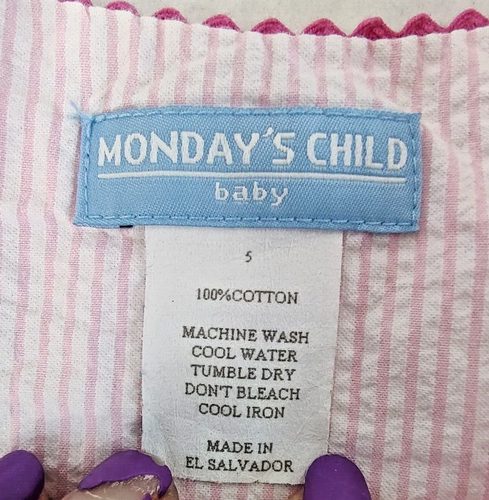 MONDAY'S CHILD
baby
5
100%COTTON
MACHINE WASH
COOL WATER
TUMBLE DRY
DON'T BLEACH
COOL IRON
MADE IN
EL SALVADOR